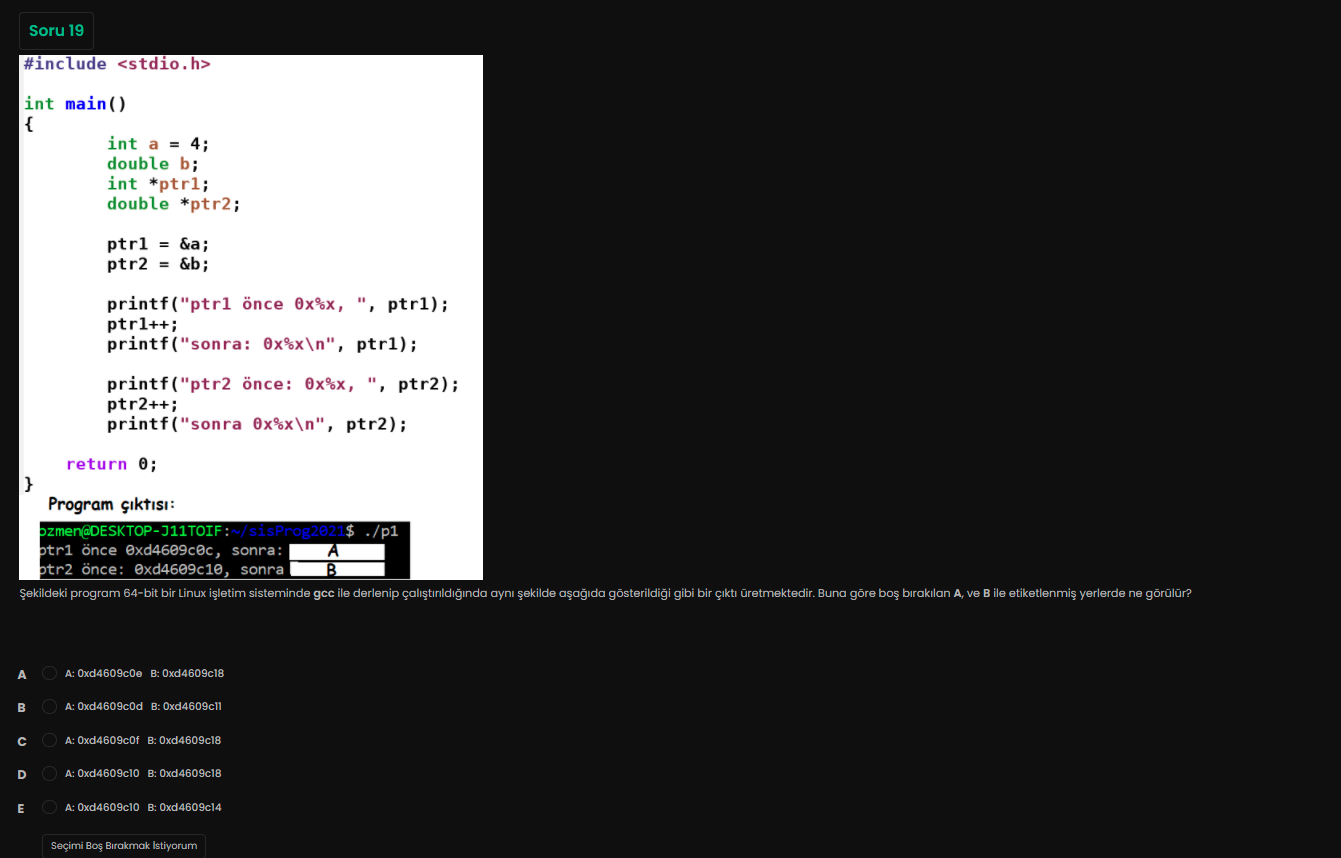 Soru 19
#include <stdio.h>
int main()
{
int a = 4;
double b;
int *ptr1;
double *ptr2;
ptr1 = &a;
ptr2 = &b;
printf("ptr1 önce 0x%x, ", ptr1);
ptr1++;
printf("sonra: 0x%x\n", ptr1);
printf("ptr2 önce: 0x%x, ", ptr2);
ptr2++;
printf("sonra 0x%x\n", ptr2);
return 0;
}
Program çıktısı:
ozmen@DESKTOP-J11TOIF:~/sisProg2021$ ./p1
ptr1 önce 0xd4609c0c, sonra: A
ptr2 önce: 0xd4609c10, sonra B
Şekildeki program 64-bit bir Linux işletim sisteminde gcc ile derlenip çalıştırıldığında aynı şekilde aşağıda gösterildiği gibi bir çıktı üretmektedir. Buna göre boş bırakılan A, ve B ile etiketlenmiş yerlerde ne görülür?
A A: 0xd4609c0e B: 0xd4609c18
B A: 0xd4609c0d B: 0xd4609c11
C A: 0xd4609c0f B: 0xd4609c18
D A: 0xd4609c10 B: 0xd4609c18
E A: 0xd4609c10 B: 0xd4609c14
Seçimi Boş Bırakmak İstiyorum